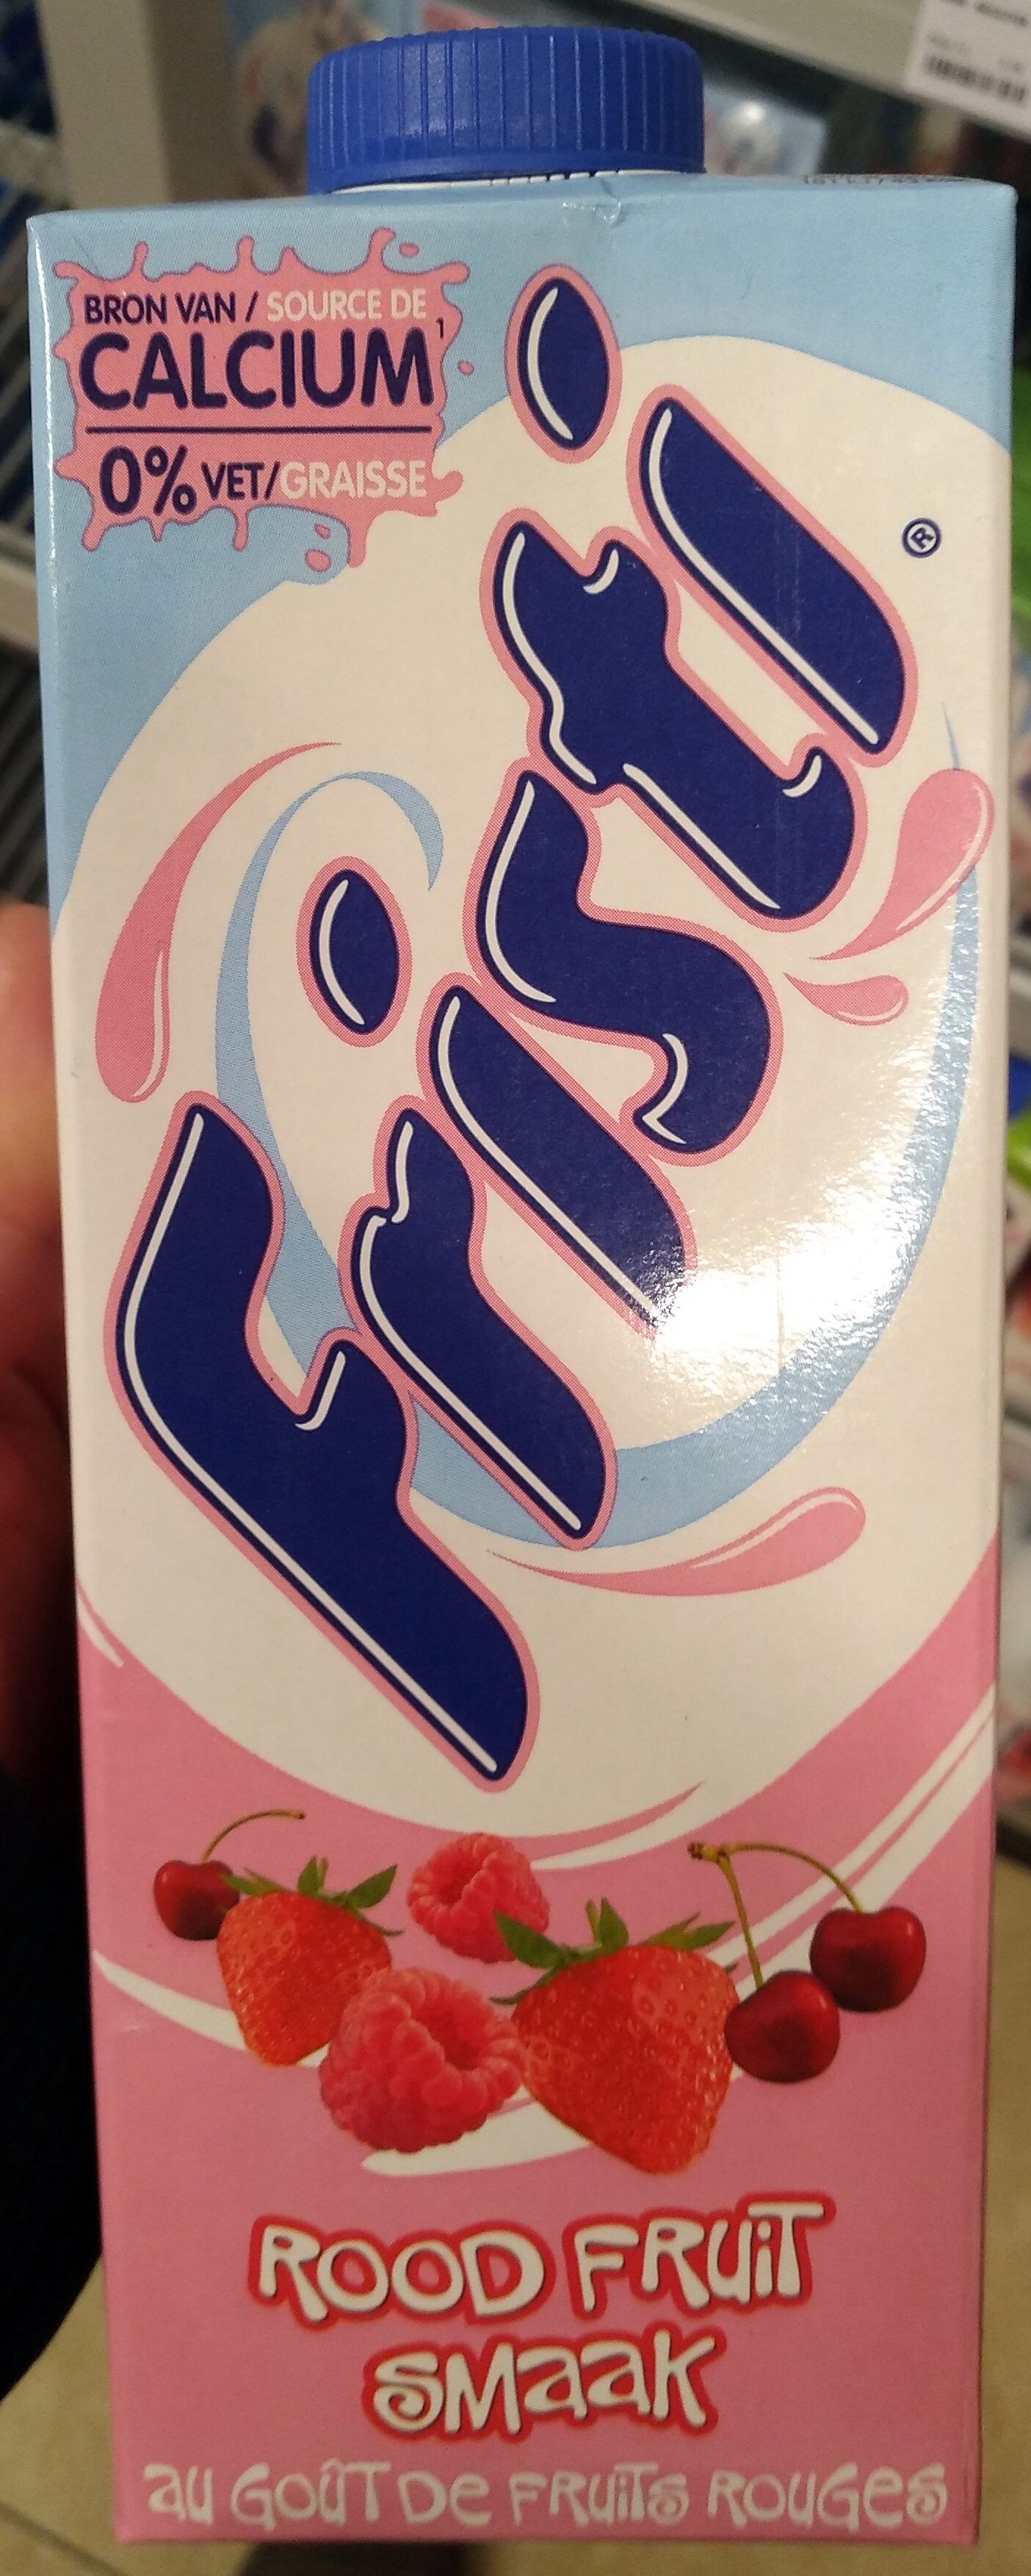 BRON VAN / SOURCE DE
CALCIUM¹
0% VET/GRAISSE
Fristi®
ROOD FRUIT
SMAAK
AU GOÛT DE FRUITS ROUGES